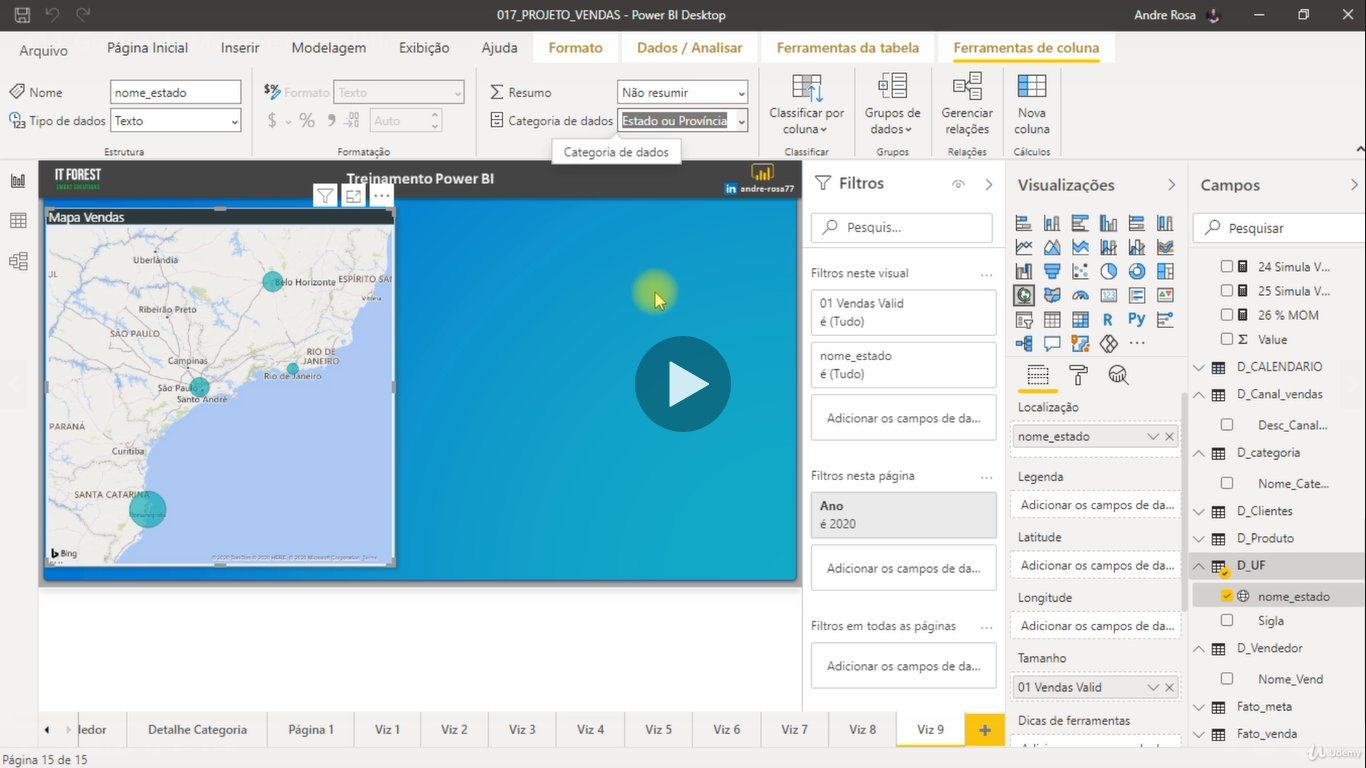 017_PROJETO_VENDAS - Power BI Desktop
Andre Rosa
Arquivo
Página Inicial
Inserir
Modelagem
Exibição
Ajuda
Formato
Dados / Analisar
Ferramentas da tabela
Ferramentas de coluna
Nome
nome_estado
Tipo de dados
Texto
Estrutura
Formato
Texto
$ % 9
Auto
Formatação
Resumo
Não resumir
Categoria de dados
Estado ou Província
Categoria de dados
Classificar por
coluna
Classificar
Grupos de
dados
Grupos
Gerenciar
relações
Relações
Nova
coluna
Cálculos
IT FOREST
SMART SOLUTIONS
Treinamento Power BI
in andre-rosa77
Mapa Vendas
Uberlândia
UL
Belo Horizonte
ESPÍRITO SAN
Vitória
Ribeirão Preto
SÃO PAULO
Campinas
RIO DE
JANEIRO
Rio de Janeiro
São Paulo
Santo André
PARANÁ
Curitiba
SANTA CATARINA
Bing
© 2020 TomTom © 2020 HERE, © 2020 Microsoft Corporation Terms
Filtros
Pesquis...
Filtros neste visual
...
01 Vendas Valid
é (Tudo)
nome_estado
é (Tudo)
Adicionar os campos de da...
Filtros nesta página
...
Ano
é 2020
Adicionar os campos de da...
Filtros em todas as páginas
...
Adicionar os campos de da...
Visualizações
R
Py
...
Localização
nome_estado
Legenda
Adicionar os campos de da...
Latitude
Adicionar os campos de da...
Longitude
Adicionar os campos de da...
Tamanho
01 Vendas Valid
Dicas de ferramentas
Campos
Pesquisar
24 Simula V...
25 Simula V...
26 % MOM
Σ Value
D_CALENDARIO
D_Canal_vendas
Desc_Canal...
D_categoria
Nome_Cate...
D_Clientes
D_Produto
D_UF
nome_estado
Sigla
D_Vendedor
Nome_Vend
Fato_meta
Fato_venda
ledor
Detalhe Categoria
Página 1
Viz 1
Viz 2
Viz 3
Viz 4
Viz 5
Viz 6
Viz 7
Viz 8
Viz 9
+
Página 15 de 15
Udemy